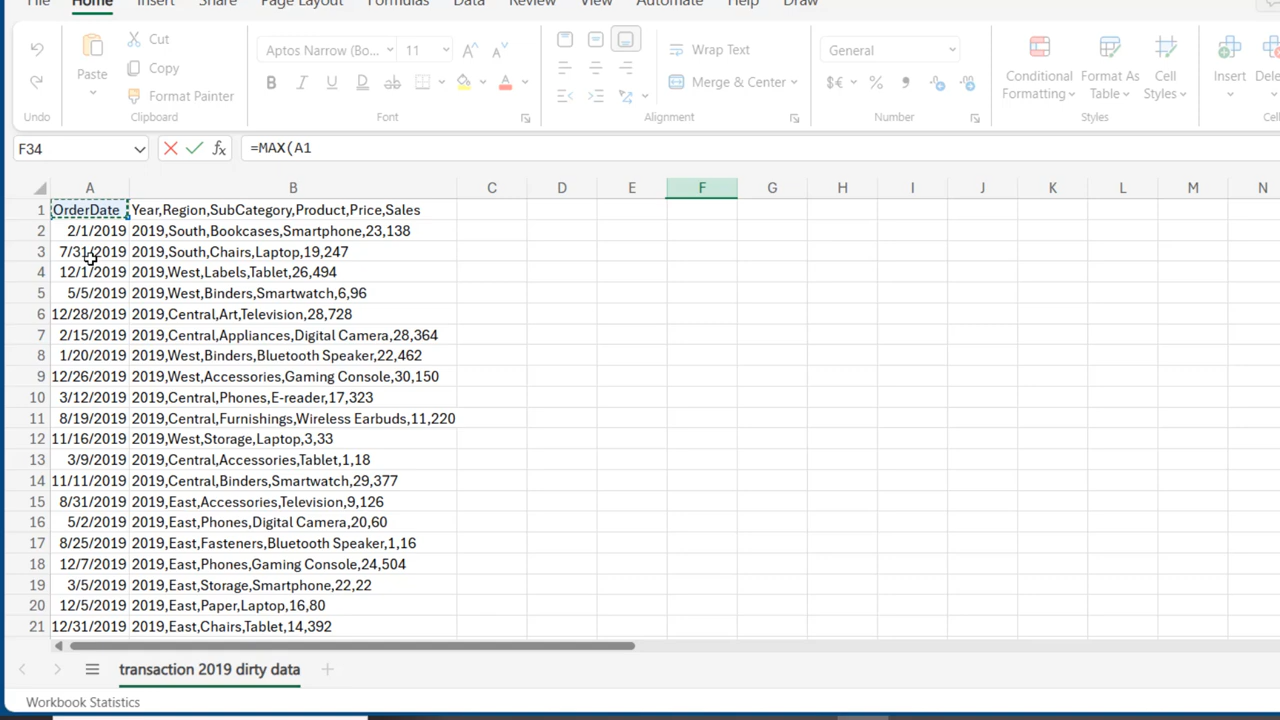 File Home Insert Share Page Layout Formulas Data Review View Automate Help Draw
Cut
Copy
Paste
Format Painter
Aptos Narrow (Bo... 11 A A
B I U D ab A
Wrap Text
Merge & Center
General
$€ % 9
Conditional Formatting
Format As Table
Cell Styles
Insert
Undo Clipboard Font Alignment Number Styles
F34 fx =MAX(A1
A B C D E F G H I J K L M N
1 OrderDate Year,Region,SubCategory,Product,Price,Sales
2 2/1/2019 2019,South,Bookcases,Smartphone,23,138
3 7/31/2019 2019,South,Chairs,Laptop,19,247
4 12/1/2019 2019,West,Labels,Tablet,26,494
5 5/5/2019 2019,West,Binders,Smartwatch,6,96
6 12/28/2019 2019,Central,Art,Television,28,728
7 2/15/2019 2019,Central,Appliances,Digital Camera,28,364
8 1/20/2019 2019,West,Binders,Bluetooth Speaker,22,462
9 12/26/2019 2019,West,Accessories,Gaming Console,30,150
10 3/12/2019 2019,Central,Phones,E-reader,17,323
11 8/19/2019 2019,Central,Furnishings,Wireless Earbuds,11,220
12 11/16/2019 2019,West,Storage,Laptop,3,33
13 3/9/2019 2019,Central,Accessories,Tablet,1,18
14 11/11/2019 2019,Central,Binders,Smartwatch,29,377
15 8/31/2019 2019,East,Accessories,Television,9,126
16 5/2/2019 2019,East,Phones,Digital Camera,20,60
17 8/25/2019 2019,East,Fasteners,Bluetooth Speaker,1,16
18 12/7/2019 2019,East,Phones,Gaming Console,24,504
19 3/5/2019 2019,East,Storage,Smartphone,22,22
20 12/5/2019 2019,East,Paper,Laptop,16,80
21 12/31/2019 2019,East,Chairs,Tablet,14,392
transaction 2019 dirty data
Workbook Statistics